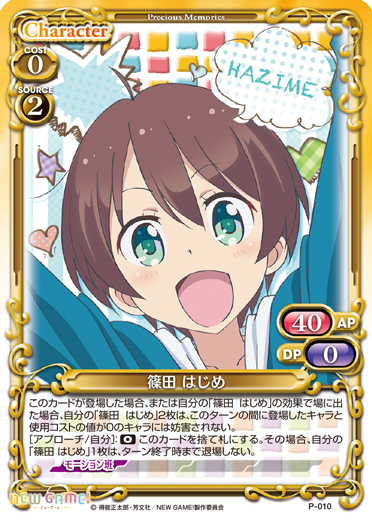 Precious Memories
Character
COST
0
SOURCE
2
HAZIME
40 AP
DP 0
篠田 はじめ
このカードが登場した場合、または自分の「篠田 はじめ」の効果で場に出
た場合、自分の「篠田 はじめ」2枚は、このターンの間に登場したキャラと
使用コストの値が0のキャラには妨害されない。
[アプローチ/自分]:このカードを捨て札にする。その場合、自分の
「篠田 はじめ」1枚は、ターン終了時まで退場しない。
モーション班
NEW GAME!
ニューゲーム
© 得能正太郎・芳文社/NEW GAME!製作委員会
P-010